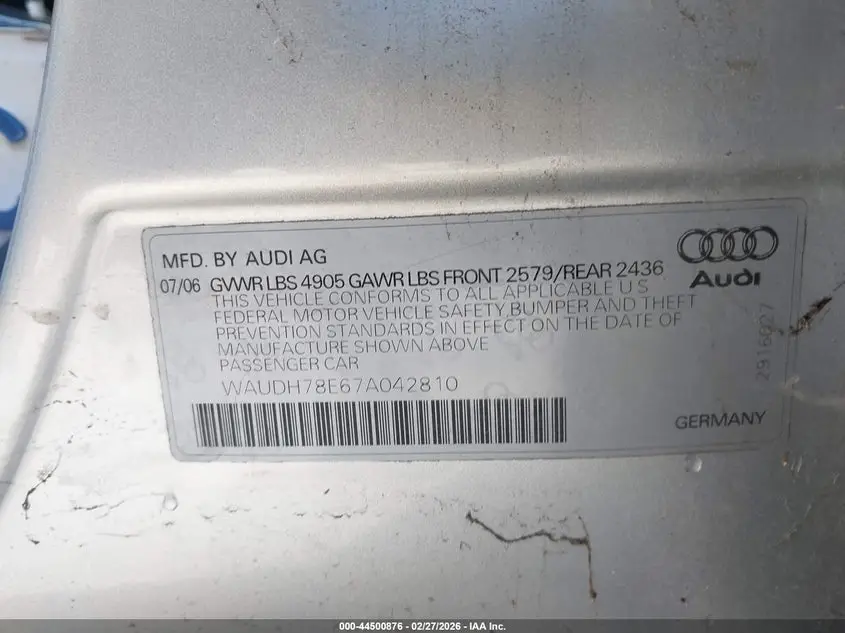 MFD. BY AUDI AG
07/06 GVWR LBS 4905 GAWR LBS FRONT 2579/REAR 2436
THIS VEHICLE CONFORMS TO ALL APPLICABLE U S
FEDERAL MOTOR VEHICLE SAFETY BUMPER AND THEFT
PREVENTION STANDARDS IN EFFECT ON THE DATE OF
MANUFACTURE SHOWN ABOVE
PASSENGER CAR
WAUDH78E67A042810
Audi
2916027
GERMANY
000-44500876 - 02/27/2026 - IAA Inc.